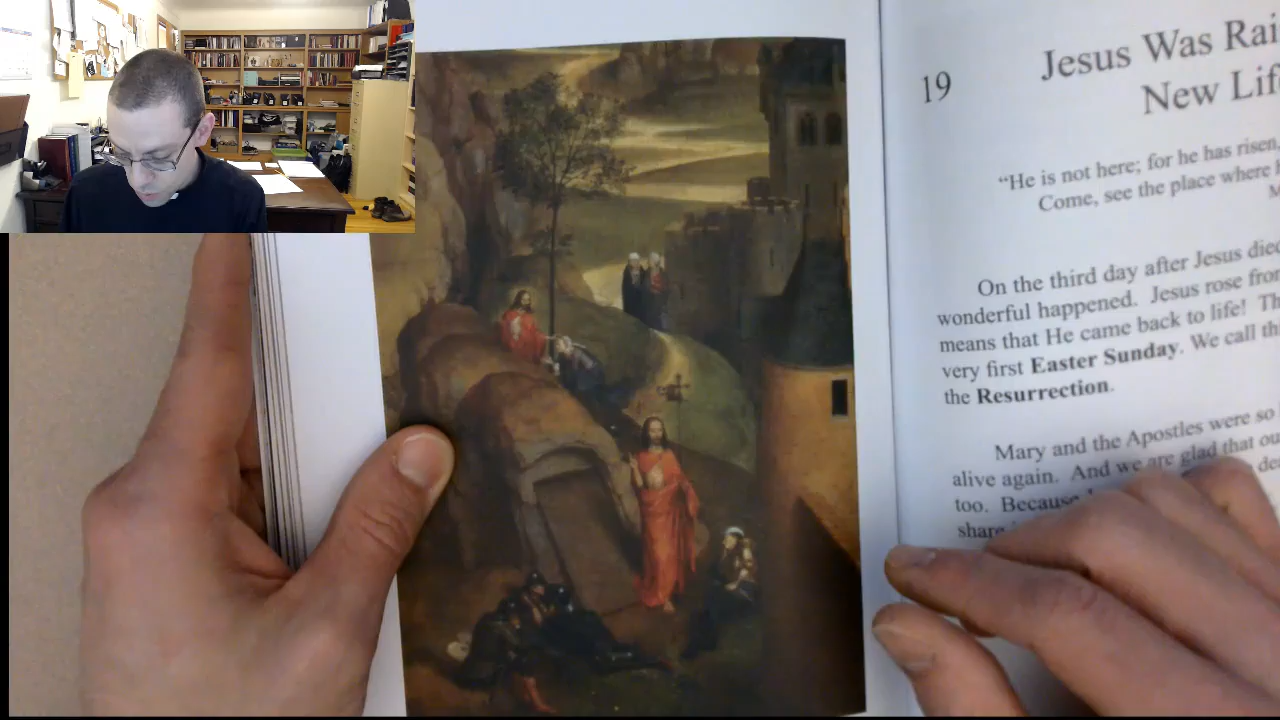 19
Jesus Was Rai
New Lif
“He is not here; for he has risen,
Come, see the place where
On the third day after Jesus died
wonderful happened. Jesus rose from
means that He came back to life! Th
very first Easter Sunday. We call th
the Resurrection.
Mary and the Apostles were so
alive again. And we are glad that ou
too. Because
share